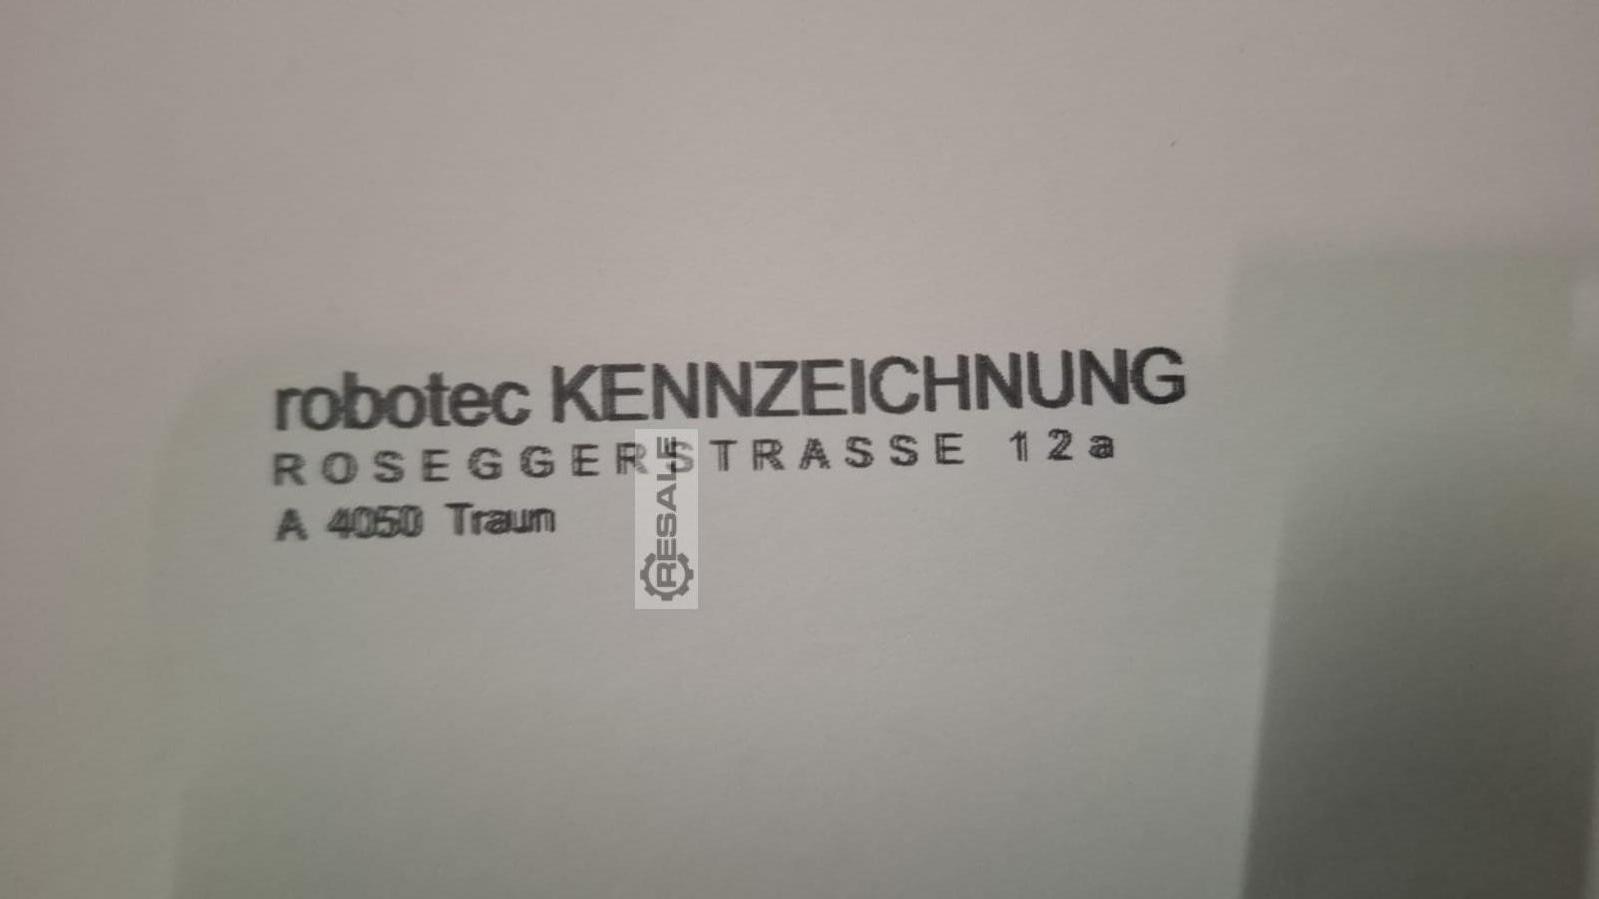 robotec KENNZEICHNUNG
ROSEGGERSTRASSE 12a
A 4050 Traun
RESALE